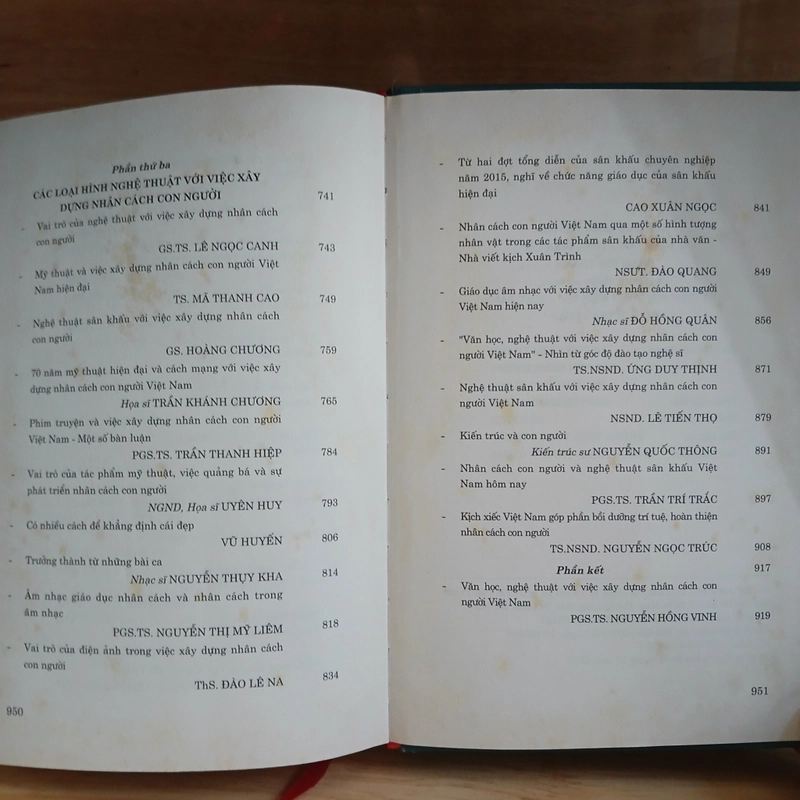 Phần thứ ba
CÁC LOẠI HÌNH NGHỆ THUẬT VỚI VIỆC XÂY
DỰNG NHÂN CÁCH CON NGƯỜI 741
- Vai trò của nghệ thuật với việc xây dựng nhân cách
con người
GS.TS. LÊ NGỌC CANH 743
- Mỹ thuật và việc xây dựng nhân cách con người Việt
Nam hiện đại
TS. MÃ THANH CAO 749
- Nghệ thuật sân khấu với việc xây dựng nhân cách
con người
GS. HOÀNG CHƯƠNG 759
- 70 năm mỹ thuật hiện đại và cách mạng với việc xây
dựng nhân cách con người Việt Nam
Họa sĩ TRẦN KHÁNH CHƯƠNG 765
- Phim truyện và việc xây dựng nhân cách con người
Việt Nam - Một số bàn luận
PGS.TS. TRẦN THANH HIỆP 784
- Vai trò của tác phẩm mỹ thuật, việc quảng bá và sự
phát triển nhân cách con người
NGND, Họa sĩ UYÊN HUY 793
- Có nhiều cách để khẳng định cái đẹp
VŨ HUYẾN 806
- Trưởng thành từ những bài ca
Nhạc sĩ NGUYỄN THỤY KHA 814
- Âm nhạc giáo dục nhân cách và nhân cách trong
âm nhạc
PGS.TS. NGUYỄN THỊ MỸ LIÊM 818
- Vai trò của điện ảnh trong việc xây dựng nhân cách
con người
ThS. ĐÀO LÊ NA 834
950
- Từ hai đợt tổng diễn của sân khấu chuyên nghiệp
năm 2015, nghĩ về chức năng giáo dục của sân khấu
hiện đại
CAO XUÂN NGỌC 841
- Nhân cách con người Việt Nam qua một số hình tượng
nhân vật trong các tác phẩm sân khấu của nhà văn -
Nhà viết kịch Xuân Trình
NSƯT. ĐÀO QUANG 849
- Giáo dục âm nhạc với việc xây dựng nhân cách con người
Việt Nam hiện nay
Nhạc sĩ ĐỖ HỒNG QUÂN 856
- "Văn học, nghệ thuật với việc xây dựng nhân cách con
người Việt Nam" - Nhìn từ góc độ đào tạo nghệ sĩ
TS.NSND. ỨNG DUY THỊNH 871
- Nghệ thuật sân khấu với việc xây dựng nhân cách con
người Việt Nam
NSND. LÊ TIẾN THỌ 879
- Kiến trúc và con người
Kiến trúc sư NGUYỄN QUỐC THÔNG 891
- Nhân cách con người và nghệ thuật sân khấu Việt
Nam hôm nay
PGS.TS. TRẦN TRÍ TRẮC 897
- Kịch xiếc Việt Nam góp phần bồi dưỡng trí tuệ, hoàn thiện
nhân cách con người
TS.NSND. NGUYỄN NGỌC TRÚC 908
Phần kết 917
- Văn học, nghệ thuật với việc xây dựng nhân cách con
người Việt Nam
PGS.TS. NGUYỄN HỒNG VINH 919
951